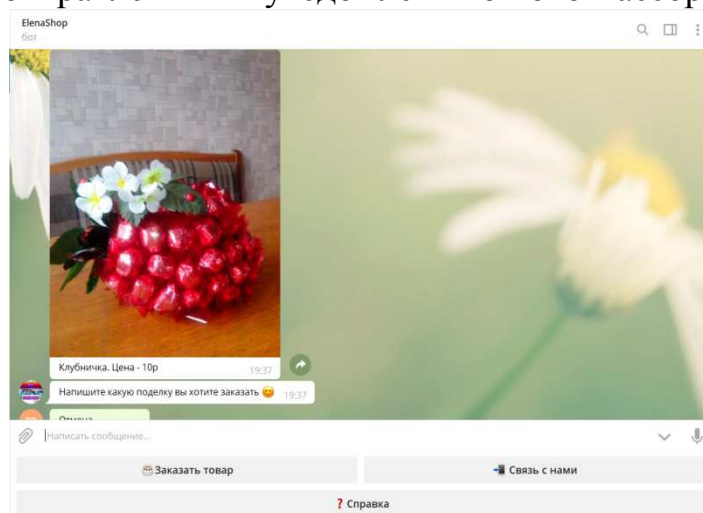 ElenaShop
бот
Клубничка. Цена - 10р
19:37
Напишите какую поделку вы хотите заказать 😄 19:37
Отмена
Написать сообщение...
Заказать товар
Связь с нами
? Справка